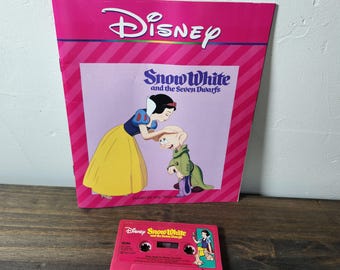 Disney
Snow White
and the Seven Dwarfs
Disney
Snow White
and the Seven Dwarfs